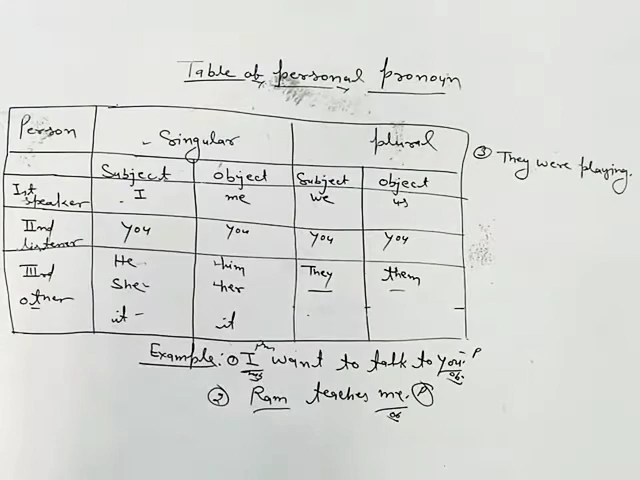 Table of personal pronoun
Person - Singular plural
Subject object Subject object
Ist speaker . I me we us
IInd listener You You You You
IIIrd other He him They them
She- her
it - it
③ They were playing.
Example: ① I want to talk to you. P
② Ram teaches me. P
ob